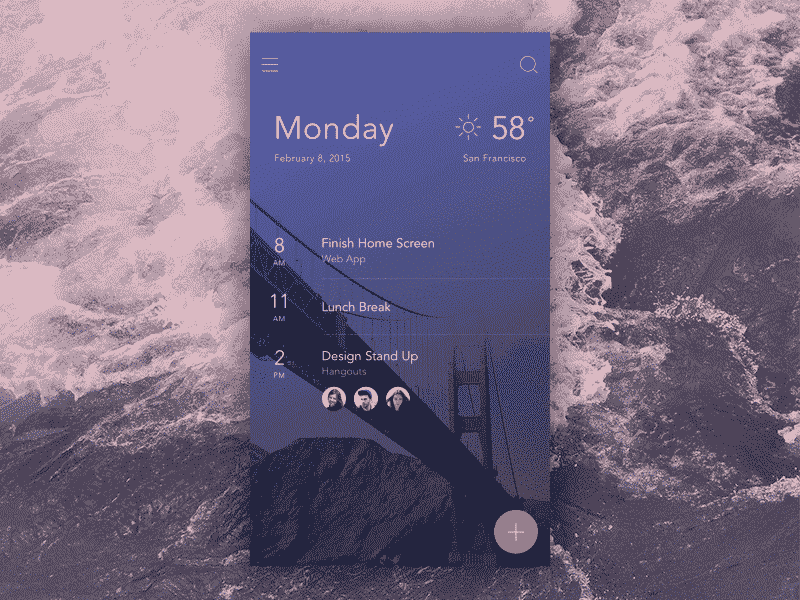 Monday
58°
February 8, 2015
San Francisco
8
AM
Finish Home Screen
Web App
11
AM
Lunch Break
2
PM
Design Stand Up
Hangouts